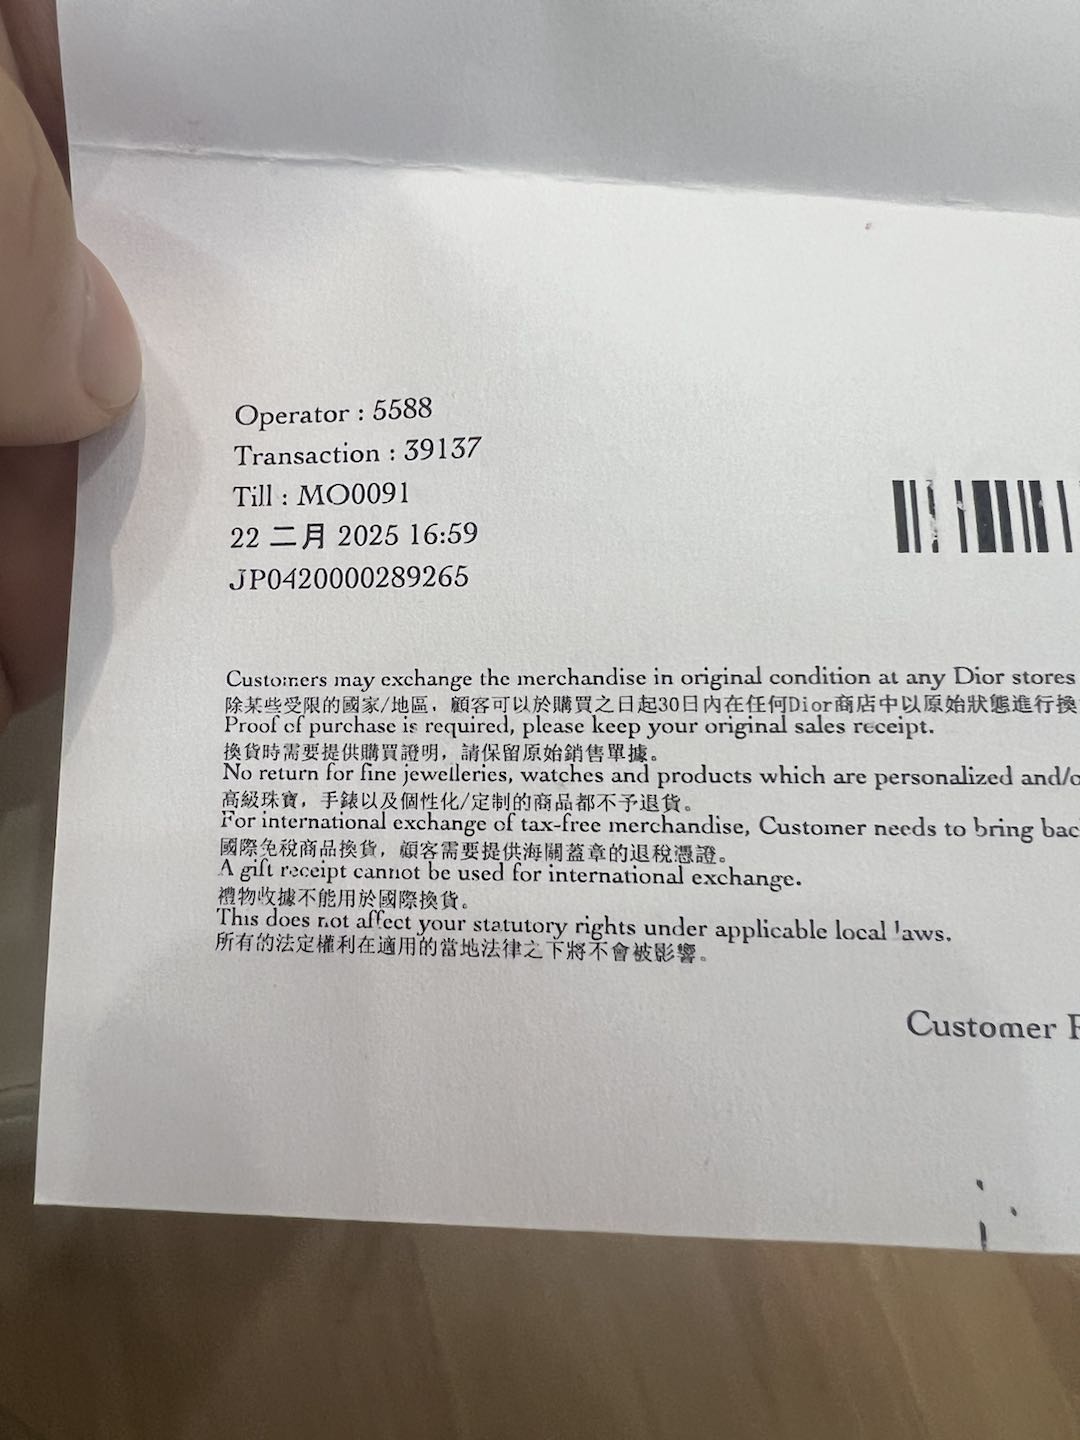 Operator : 5588
Transaction : 39137
Till : MO0091
22 二月 2025 16:59
JP0420000289265
Customers may exchange the merchandise in original condition at any Dior stores
除某些受限的國家/地區，顧客可以於購買之日起30日內在任何Dior商店中以原始狀態進行換
Proof of purchase is required, please keep your original sales receipt.
換貨時需要提供購買證明，請保留原始銷售單據。
No return for fine jewelleries, watches and products which are personalized and/o
高級珠寶，手錶以及個性化/定制的商品都不予退貨。
For international exchange of tax-free merchandise, Customer needs to bring bac
國際免稅商品換貨，顧客需要提供海關蓋章的退稅憑證。
A gift receipt cannot be used for international exchange.
禮物收據不能用於國際換貨。
This does not affect your statutory rights under applicable local laws.
所有的法定權利在適用的當地法律之下將不會被影響。
Customer